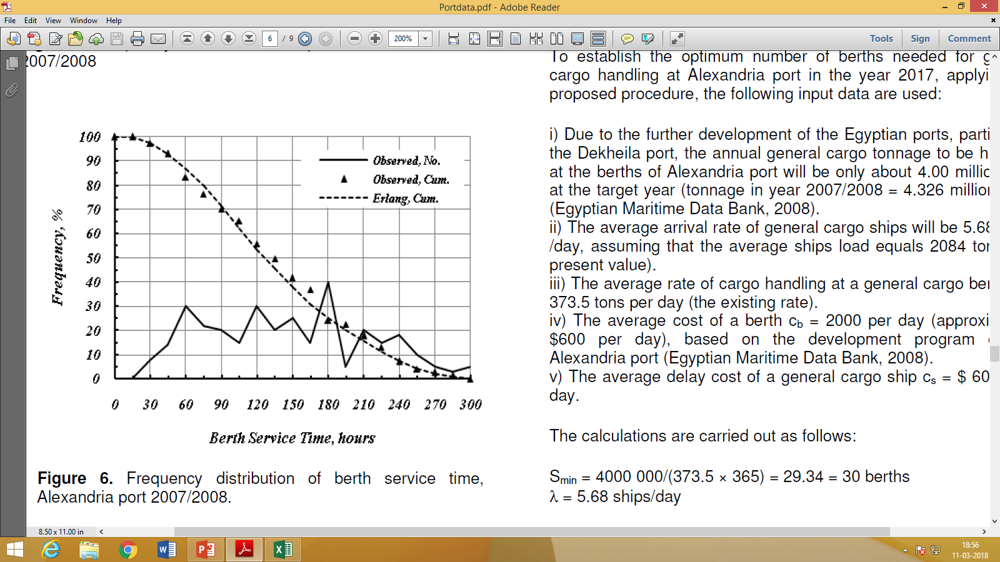 Portdata.pdf - Adobe Reader
File Edit View Window Help
6 / 9 200% Tools Sign Comment
2007/2008
100
90
80
70
60
50
40
30
20
10
0
Frequency, %
Observed, No.
Observed, Cum.
Erlang, Cum.
0 30 60 90 120 150 180 210 240 270 300
Berth Service Time, hours
Figure 6. Frequency distribution of berth service time,
Alexandria port 2007/2008.
To establish the optimum number of berths needed for g
cargo handling at Alexandria port in the year 2017, applyi
proposed procedure, the following input data are used:
i) Due to the further development of the Egyptian ports, parti
the Dekheila port, the annual general cargo tonnage to be h
at the berths of Alexandria port will be only about 4.00 millio
at the target year (tonnage in year 2007/2008 = 4.326 million
(Egyptian Maritime Data Bank, 2008).
ii) The average arrival rate of general cargo ships will be 5.68
/day, assuming that the average ships load equals 2084 ton
present value).
iii) The average rate of cargo handling at a general cargo ber
373.5 tons per day (the existing rate).
iv) The average cost of a berth cb = 2000 per day (approxi
$600 per day), based on the development program
Alexandria port (Egyptian Maritime Data Bank, 2008).
v) The average delay cost of a general cargo ship cs = $ 60
day.
The calculations are carried out as follows:
Smin = 4000 000/(373.5 × 365) = 29.34 = 30 berths
λ = 5.68 ships/day
8.50 x 11.00 in
18:56
11-03-2018